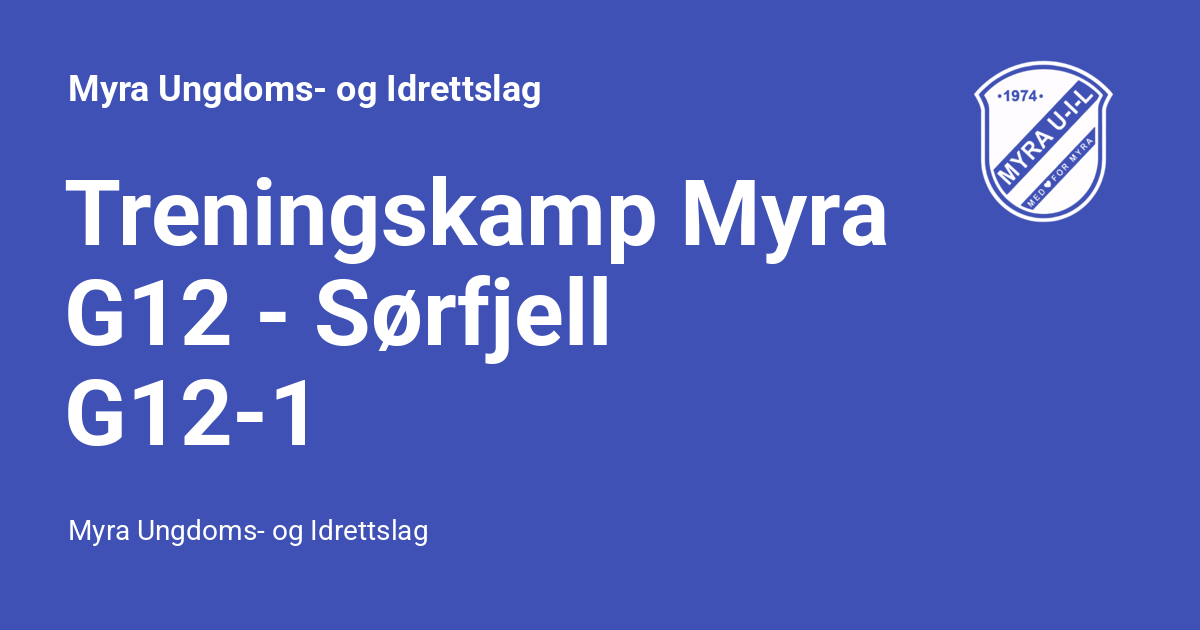 Myra Ungdoms- og Idrettslag
•1974•
MYRA U-I-L
MED♥FOR MYRA
Treningskamp Myra
G12 - Sørfjell
G12-1
Myra Ungdoms- og Idrettslag